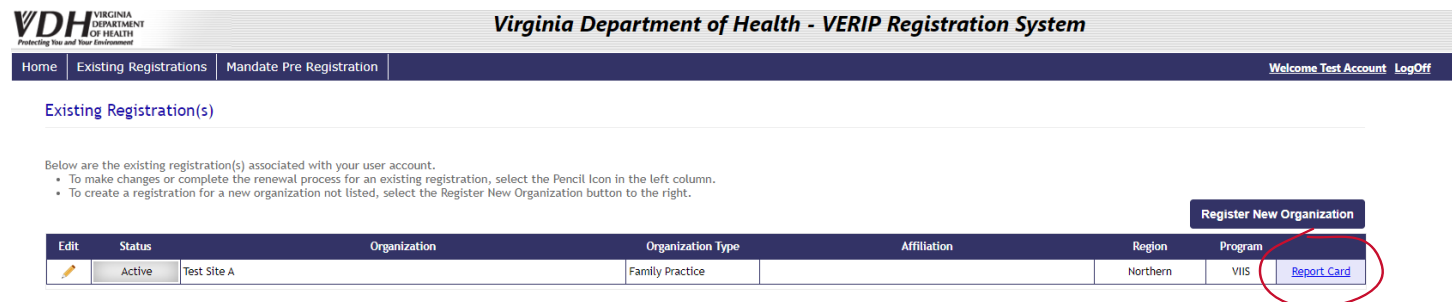 VDH VIRGINIA
DEPARTMENT
OF HEALTH
Protecting You and Your Environment
Virginia Department of Health - VERIP Registration System
Home Existing Registrations Mandate Pre Registration Welcome Test Account LogOff
Existing Registration(s)
Below are the existing registration(s) associated with your user account.
• To make changes or complete the renewal process for an existing registration, select the Pencil Icon in the left column.
• To create a registration for a new organization not listed, select the Register New Organization button to the right.
Register New Organization
Edit Status Organization Organization Type Affiliation Region Program
Active Test Site A Family Practice Northern VIIS Report Card